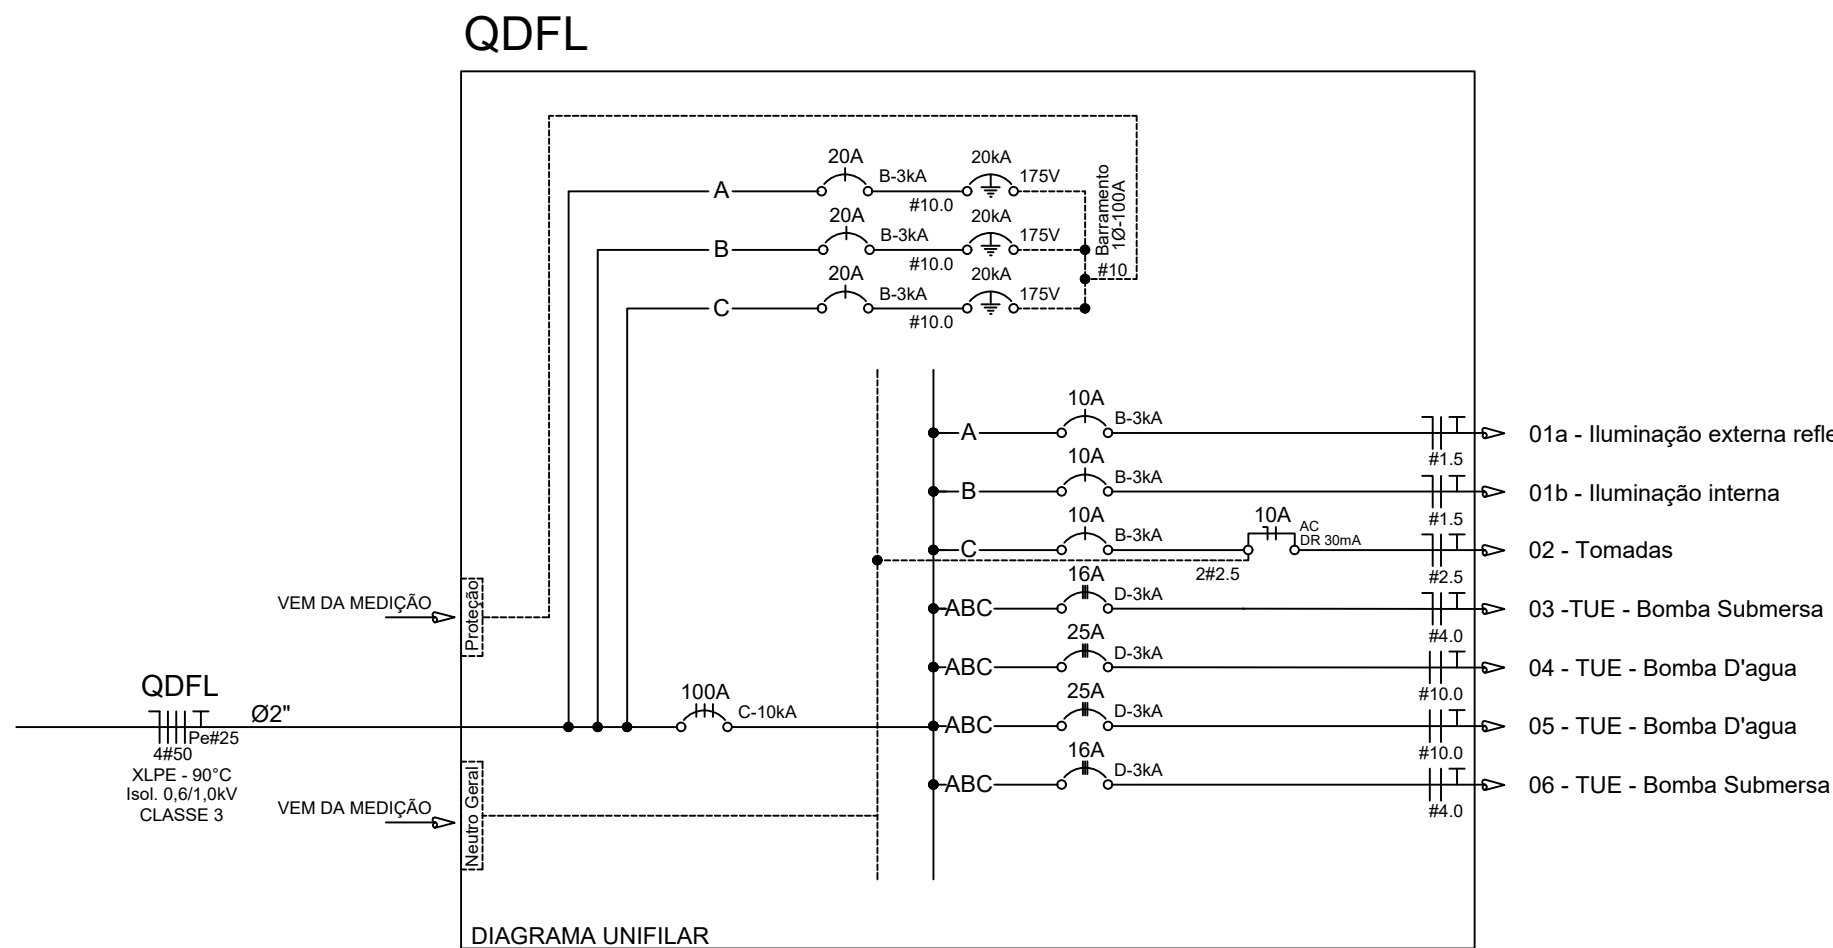 QDFL
20A
B-3kA
20kA
175V
A
#10.0
20A
B-3kA
20kA
175V
B
#10.0
20A
B-3kA
20kA
175V
C
#10.0
Barramento
1Ø-100A
#10
10A
B-3kA
A
#1.5
01a - Iluminação externa
10A
B-3kA
B
#1.5
01b - Iluminação interna
10A
B-3kA
C
10A
AC
DR 30mA
2#2.5
#2.5
02 - Tomadas
16A
D-3kA
ABC
#4.0
03 -TUE - Bomba Submersa
25A
D-3kA
ABC
#10.0
04 - TUE - Bomba D'agua
25A
D-3kA
ABC
#10.0
05 - TUE - Bomba D'agua
16A
D-3kA
ABC
#4.0
06 - TUE - Bomba Submersa
VEM DA MEDIÇÃO
Proteção
QDFL
Ø2"
Pe#25
4#50
XLPE - 90°C
Isol. 0,6/1,0kV
CLASSE 3
100A
C-10kA
VEM DA MEDIÇÃO
Neutro Geral
DIAGRAMA UNIFILAR